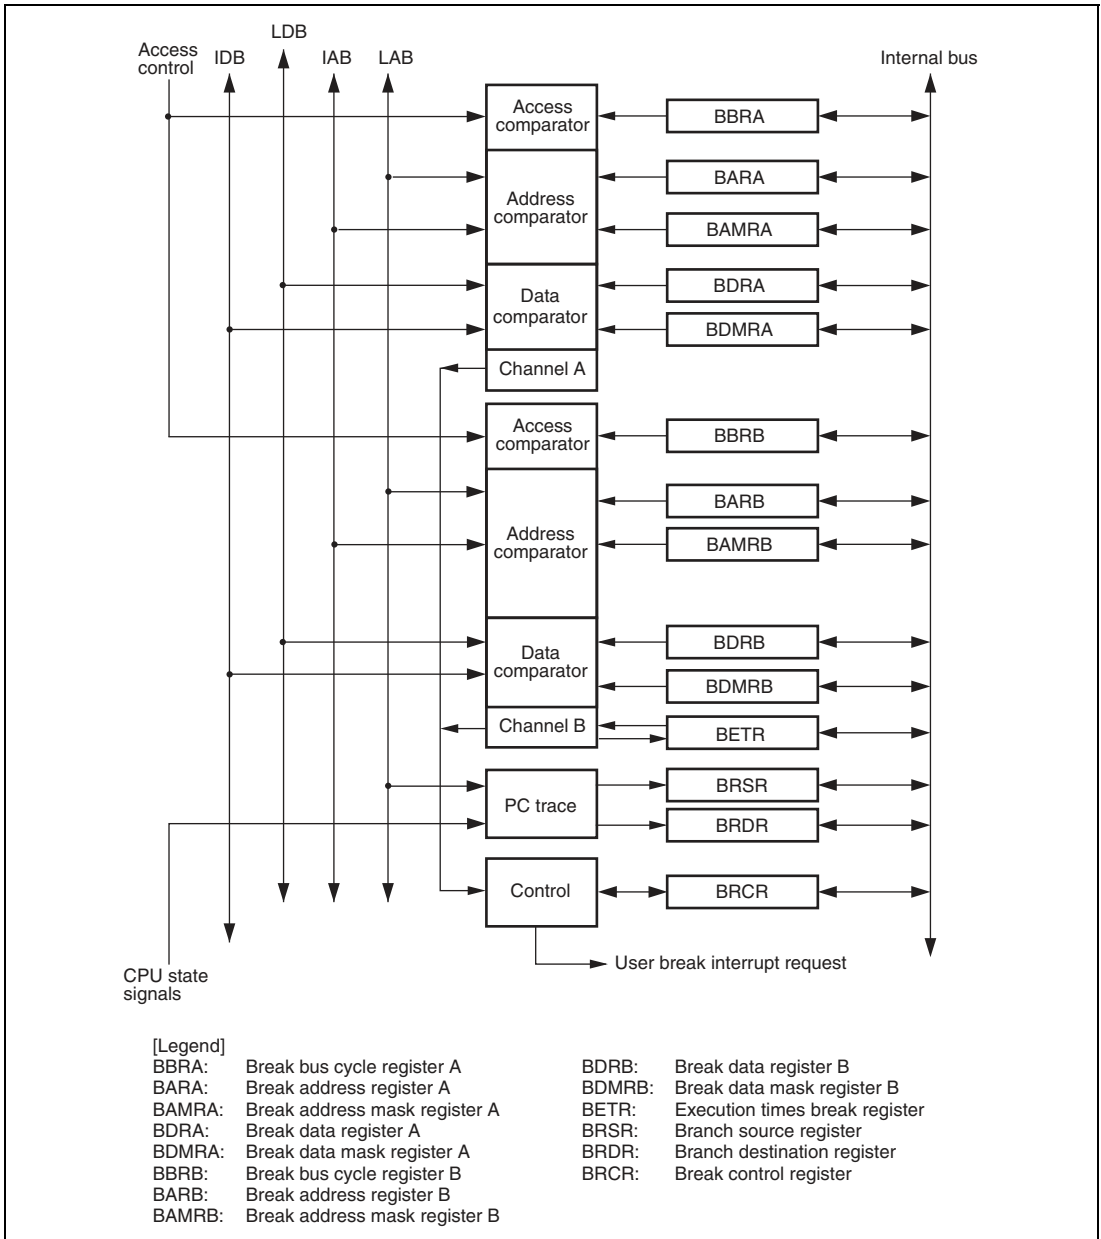 Access
control
IDB
LDB
IAB
LAB
Internal bus
Access
comparator
BBRA
Address
comparator
BARA
BAMRA
Data
comparator
BDRA
BDMRA
Channel A
Access
comparator
BBRB
Address
comparator
BARB
BAMRB
Data
comparator
BDRB
BDMRB
Channel B
BETR
PC trace
BRSR
BRDR
Control
BRCR
User break interrupt request
CPU state
signals
[Legend]
BBRA: Break bus cycle register A
BARA: Break address register A
BAMRA: Break address mask register A
BDRA: Break data register A
BDMRA: Break data mask register A
BBRB: Break bus cycle register B
BARB: Break address register B
BAMRB: Break address mask register B
BDRB: Break data register B
BDMRB: Break data mask register B
BETR: Execution times break register
BRSR: Branch source register
BRDR: Branch destination register
BRCR: Break control register